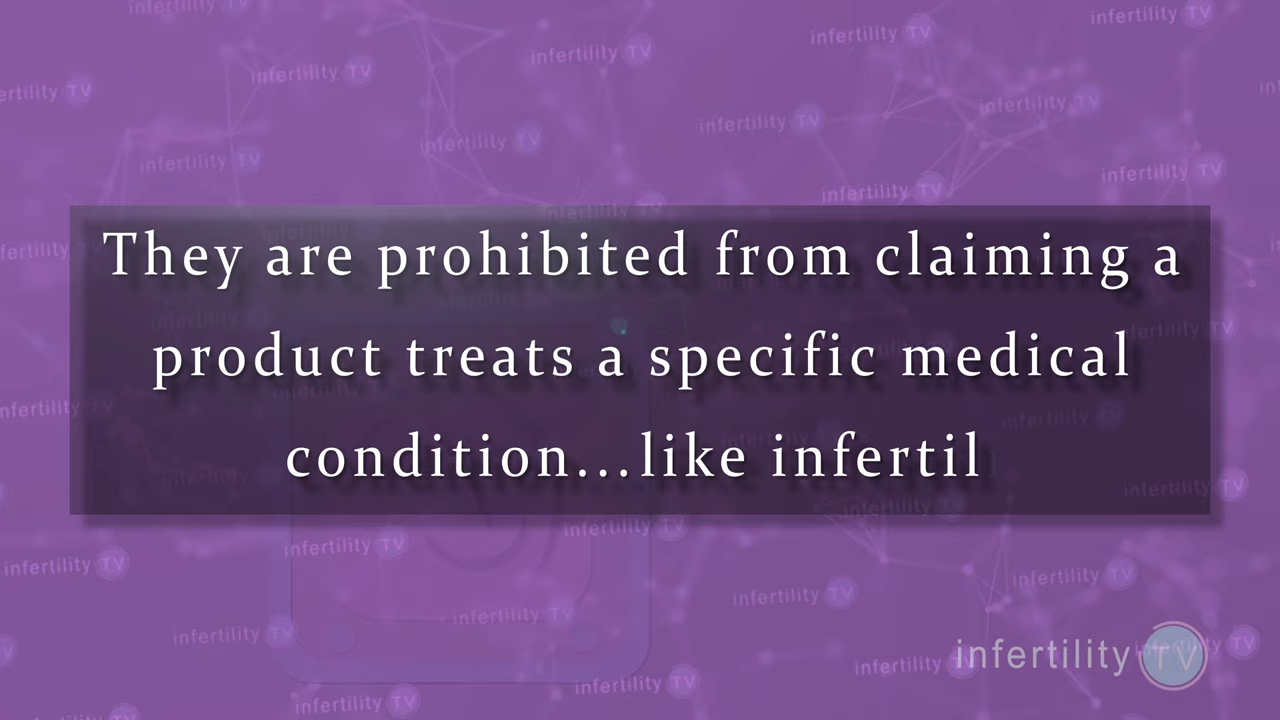 They are prohibited from claiming a
product treats a specific medical
condition...like infertil
infertility TV